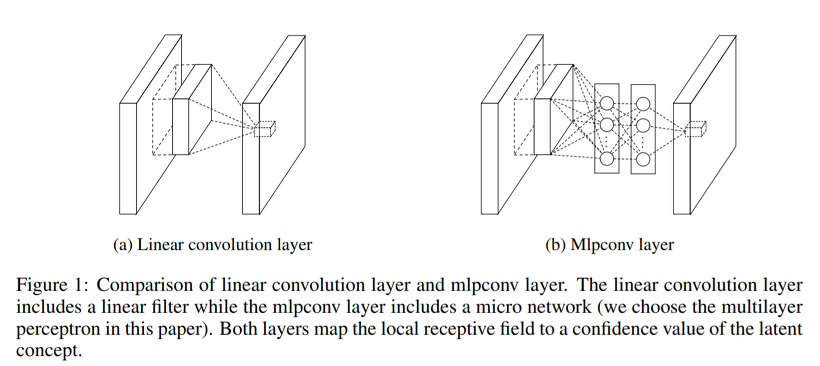 (a) Linear convolution layer
(b) Mlpconv layer
Figure 1: Comparison of linear convolution layer and mlpconv layer. The linear convolution layer
includes a linear filter while the mlpconv layer includes a micro network (we choose the multilayer
perceptron in this paper). Both layers map the local receptive field to a confidence value of the latent
concept.